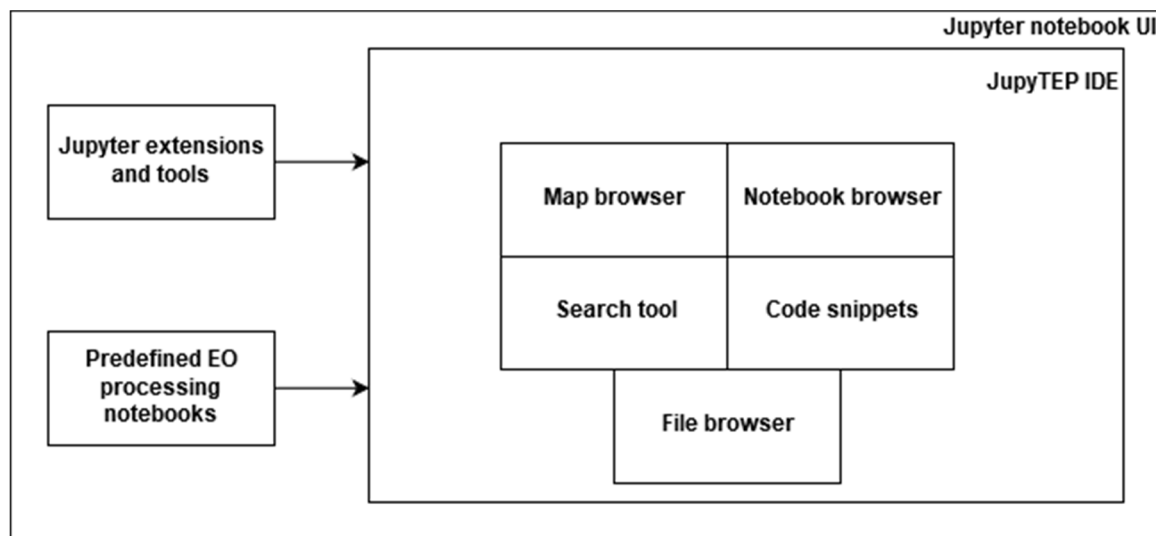 Jupyter notebook UI
JupyTEP IDE
Jupyter extensions
and tools
Map browser
Notebook browser
Search tool
Code snippets
Predefined EO
processing
notebooks
File browser